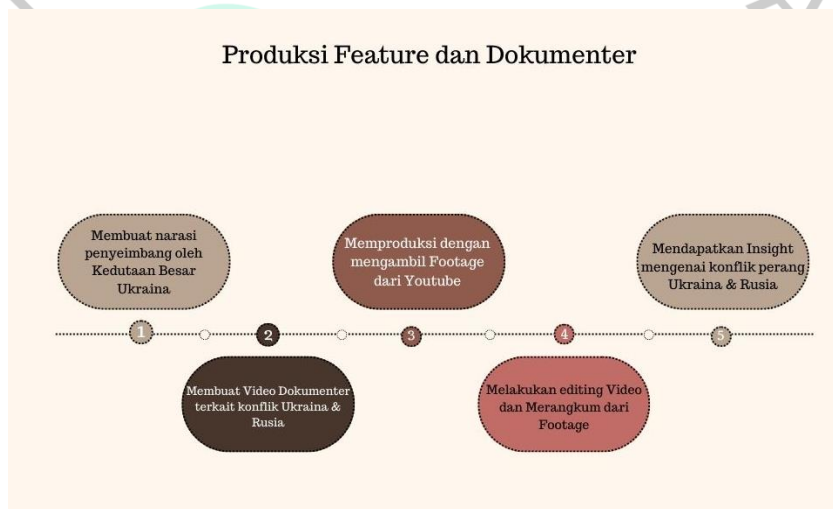 Produksi Feature dan Dokumenter
Membuat narasi
penyeimbang oleh
Kedutaan Besar
Ukraina
Memproduksi dengan
mengambil Footage
dari Youtube
Mendapatkan Insight
mengenai konflik perang
Ukraina & Rusia
1
2
3
4
5
Membuat Video Dokumenter
terkait konflik Ukraina &
Rusia
Melakukan editing Video
dan Merangkum dari
Footage